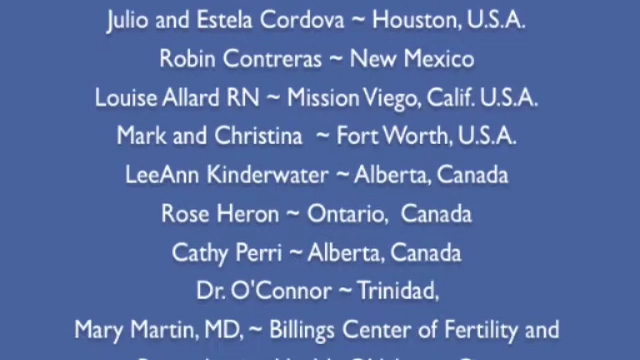 Julio and Estela Cordova ~ Houston, U.S.A.
Robin Contreras ~ New Mexico
Louise Allard RN ~ Mission Viego, Calif. U.S.A.
Mark and Christina ~ Fort Worth, U.S.A.
LeeAnn Kinderwater ~ Alberta, Canada
Rose Heron ~ Ontario, Canada
Cathy Perri ~ Alberta, Canada
Dr. O'Connor ~ Trinidad,
Mary Martin, MD, ~ Billings Center of Fertility and